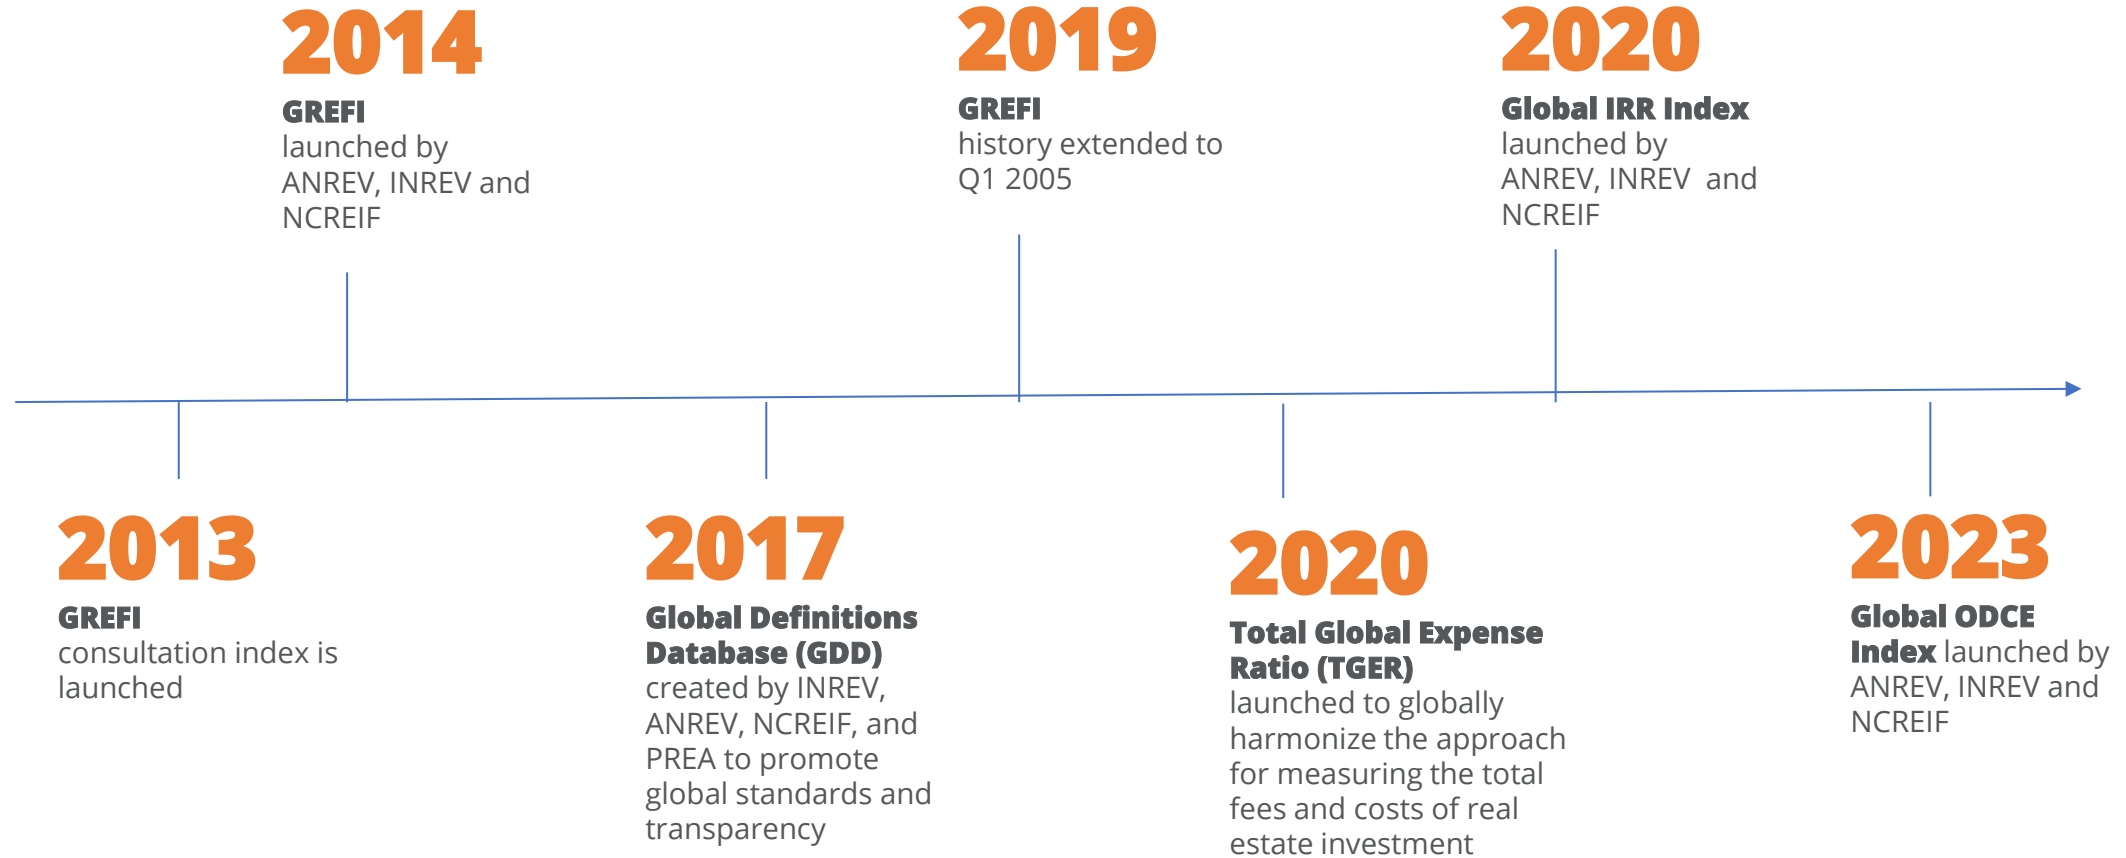 2014
GREFI
launched by
ANREV, INREV and
NCREIF
2019
GREFI
history extended to
Q1 2005
2020
Global IRR Index
launched by
ANREV, INREV  and
NCREIF
2013
GREFI
consultation index is
launched
2017
Global Definitions
Database (GDD)
created by INREV,
ANREV, NCREIF, and
PREA to promote
global standards and
transparency
2020
Total Global Expense
Ratio (TGER)
launched to globally
harmonize the approach
for measuring the total
fees and costs of real
estate investment
2023
Global ODCE
Index launched by
ANREV, INREV and
NCREIF